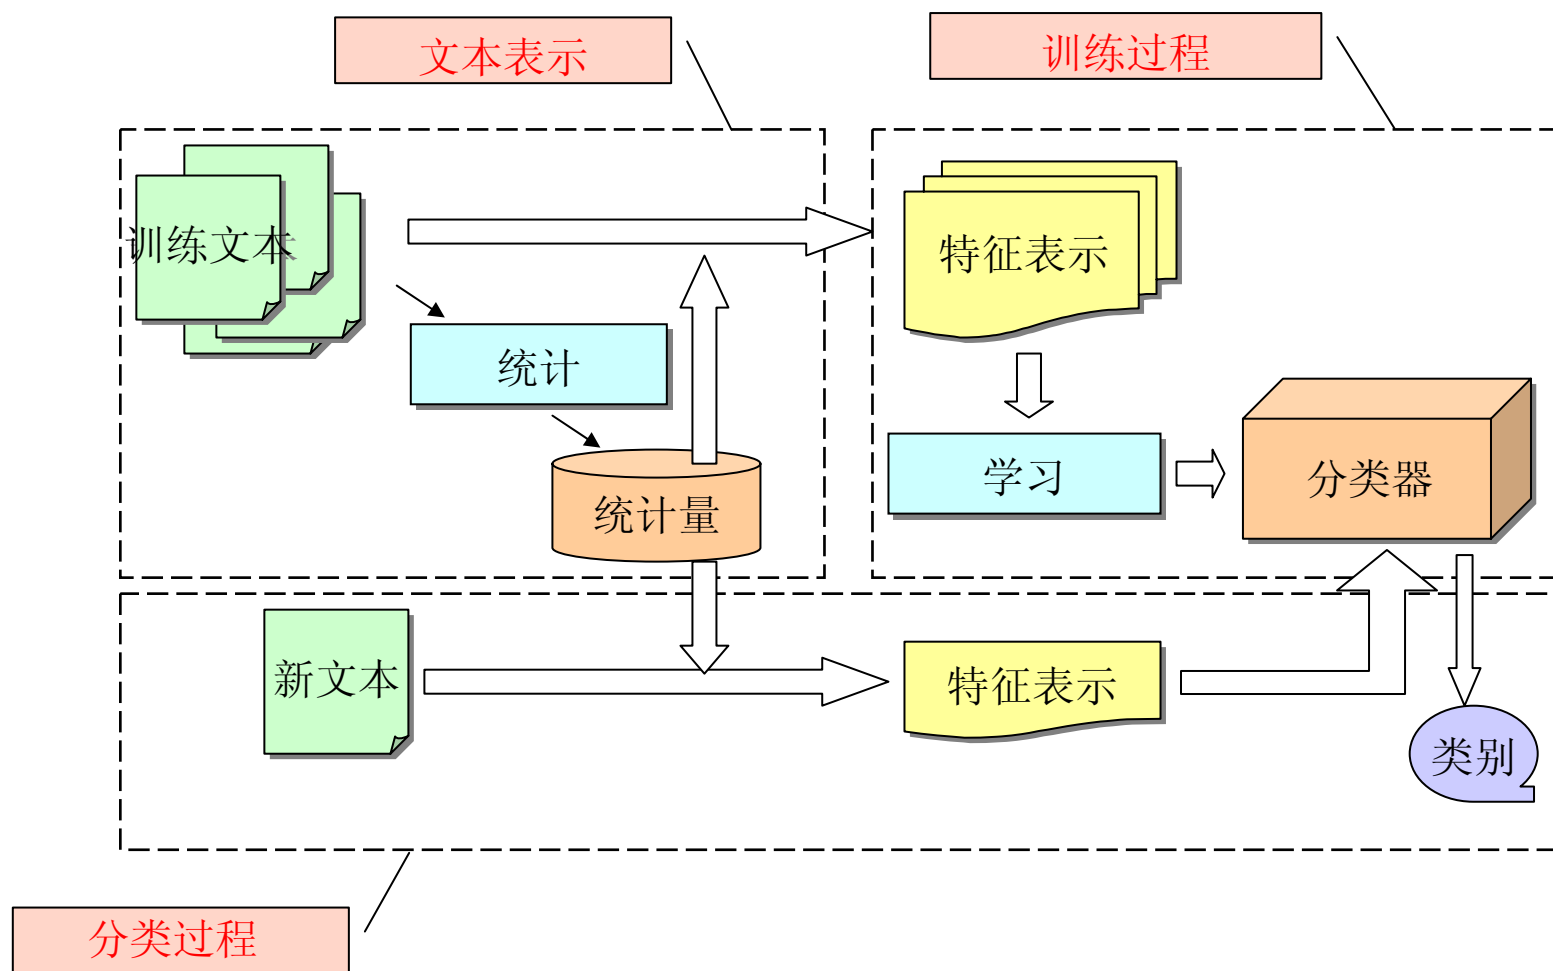 文本表示
训练过程
训练文本
特征表示
统计
学习
分类器
统计量
新文本
特征表示
类别
分类过程